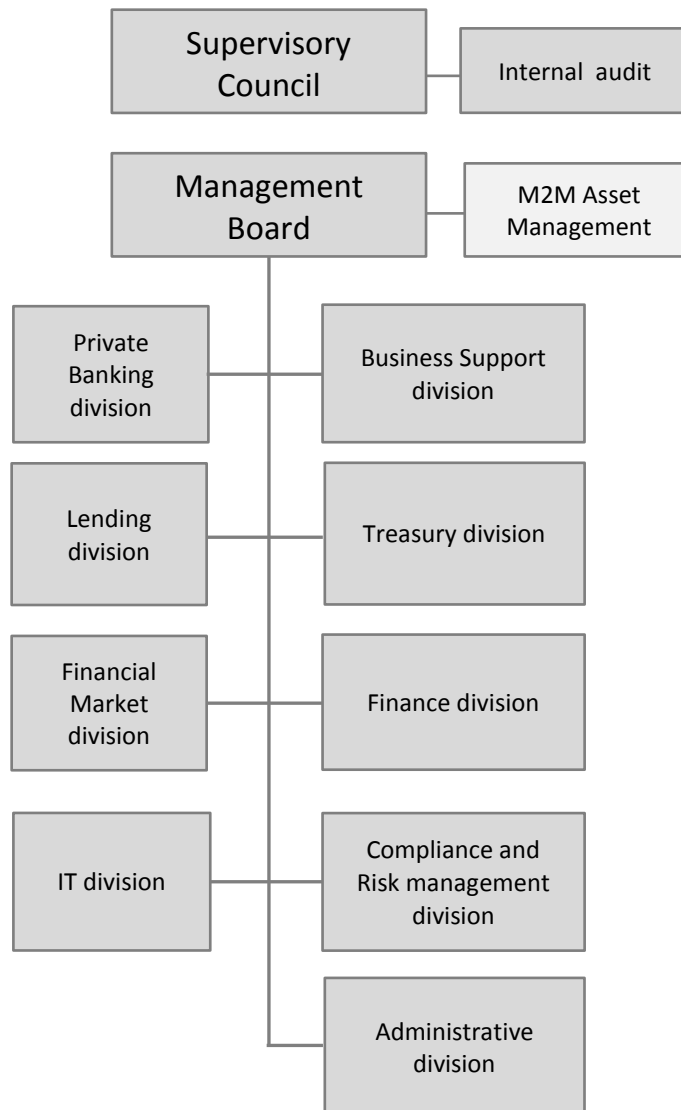 Supervisory
Council
Internal audit
Management
Board
M2M Asset
Management
Private
Banking
division
Business Support
division
Lending
division
Treasury division
Financial
Market
division
Finance division
IT division
Compliance and
Risk management
division
Administrative
division